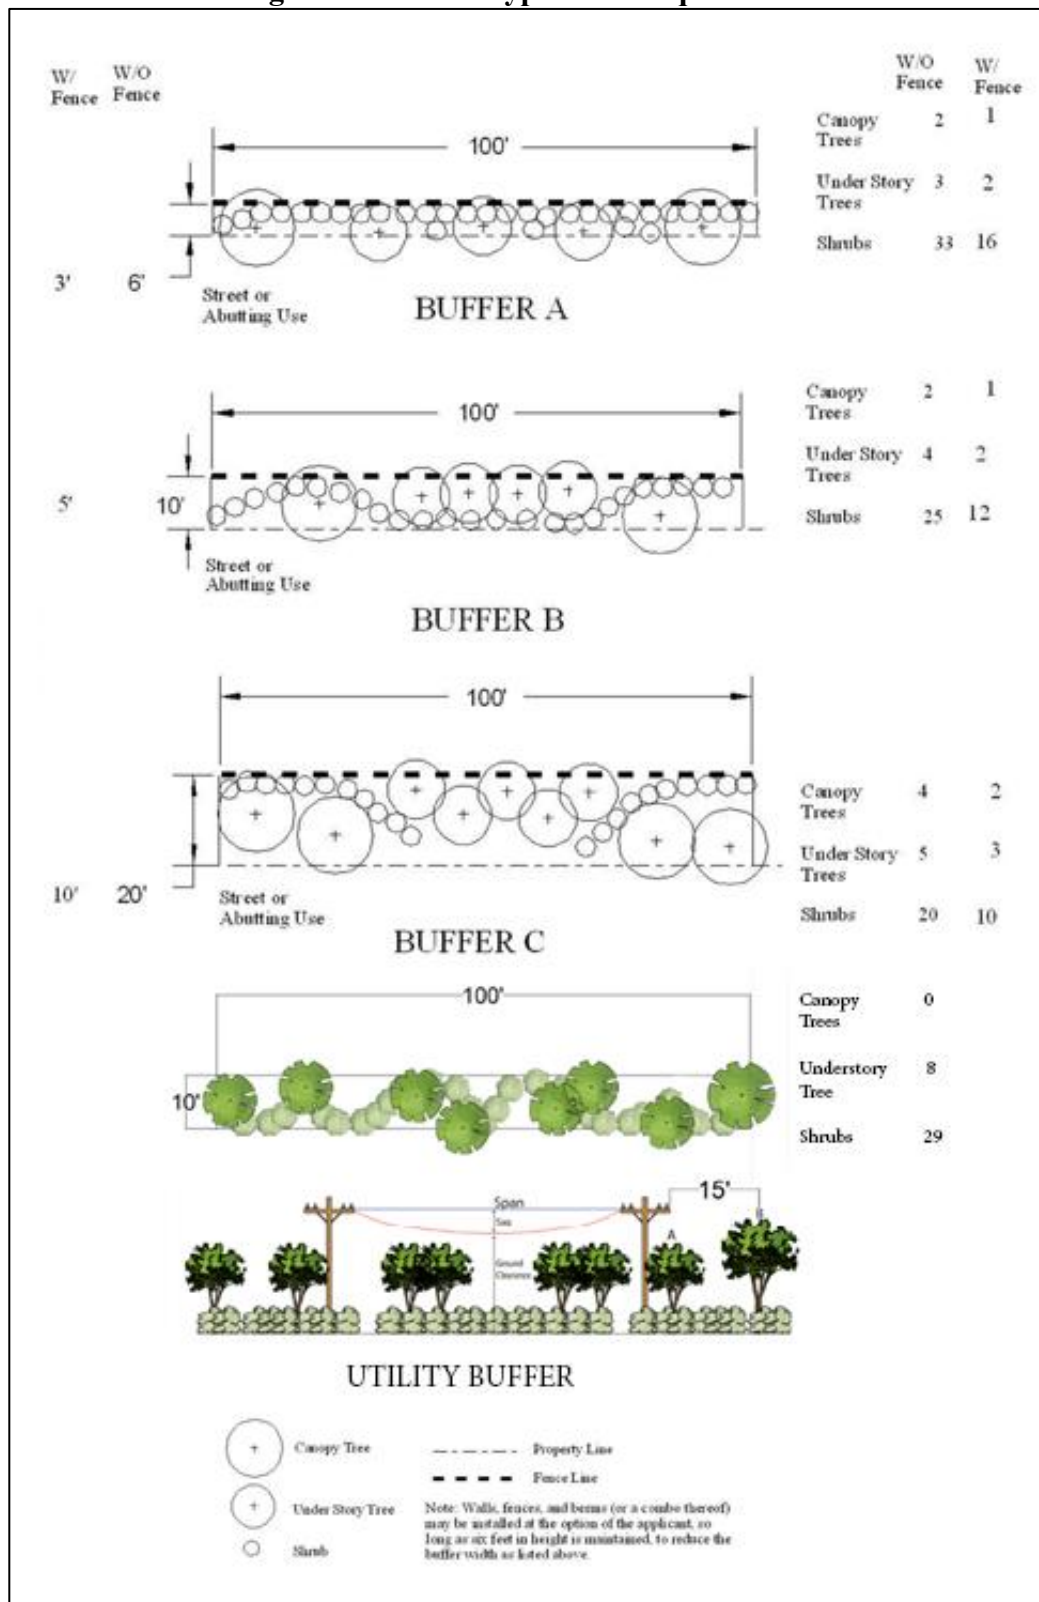 W/ W/O
Fence Fence
W/O W/
Fence Fence
100'
Canopy 2 1
Trees
Under Story 3 2
Trees
Shrubs 33 16
3' 6'
Street or
Abutting Use
BUFFER A
100'
Canopy 2 1
Trees
Under Story 4 2
Trees
5' 10'
Shrubs 25 12
Street or
Abutting Use
BUFFER B
100'
Canopy 4 2
Trees
Under Story 5 3
Trees
10' 20'
Street or
Abutting Use
Shrubs 20 10
BUFFER C
100'
Canopy 0
Trees
Understory 8
Tree
10'
Shrubs 29
15'
Span
Ground
Clearance
A
UTILITY BUFFER
Canopy Tree
Property Line
Fence Line
Under Story Tree
Shrub
Note: Walls, fences, and berms (or a combo thereof)
may be installed at the option of the applicant, so
long as six feet in height is maintained, to reduce the
buffer width as listed above.